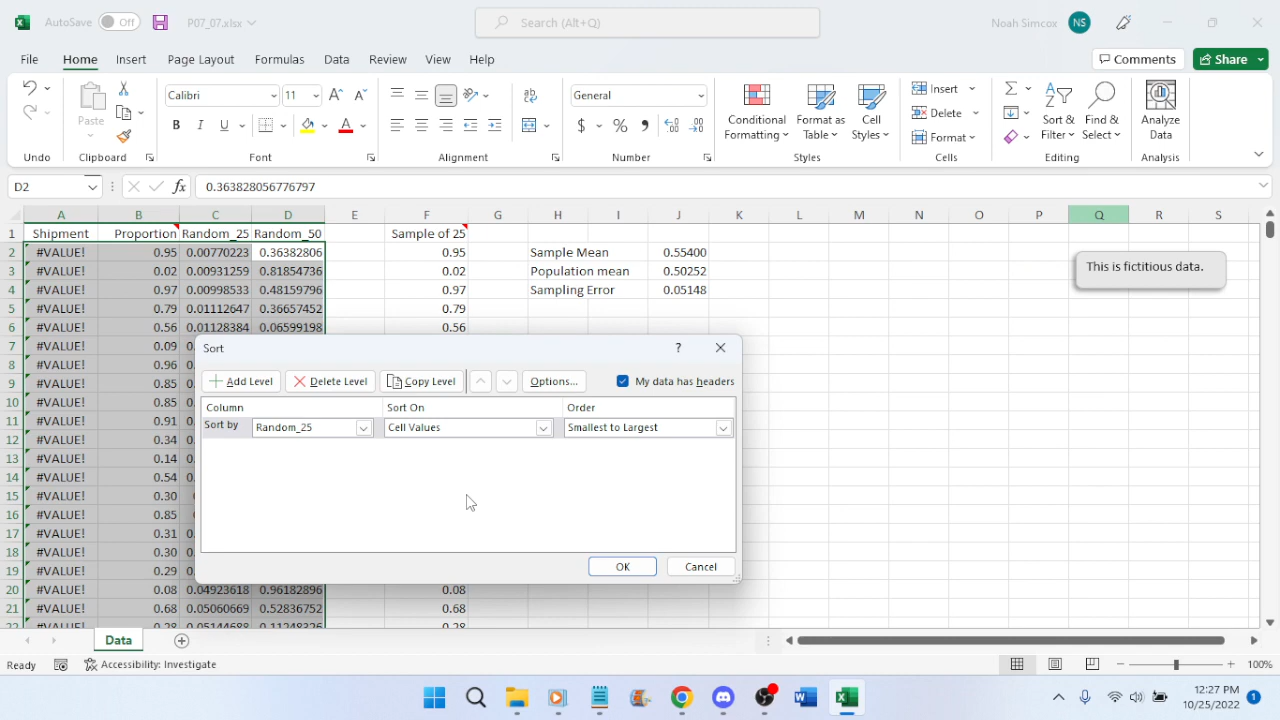 AutoSave Off P07_07.xlsx Search (Alt+Q) Noah Simcox NS
File Home Insert Page Layout Formulas Data Review View Help Comments Share
Paste Calibri 11 General Conditional Formatting Format as Table Cell Styles Insert Delete Format Sort & Filter Find & Select Analyze Data
Undo Clipboard Font Alignment Number Styles Cells Editing Analysis
D2 fx 0.363828056776797
A B C D E F G H I J K L M N O P Q R S
1 Shipment Proportion Random_25 Random_50 Sample of 25
2 #VALUE! 0.95 0.00770223 0.36382806 0.95 Sample Mean 0.55400
This is fictitious data.
3 #VALUE! 0.02 0.00931259 0.81854736 0.02 Population mean 0.50252
4 #VALUE! 0.97 0.00998533 0.48159796 0.97 Sampling Error 0.05148
5 #VALUE! 0.79 0.01112647 0.36657452 0.79
6 #VALUE! 0.56 0.01128384 0.06599198 0.56
7 #VALUE! 0.09
8 #VALUE! 0.96
9 #VALUE! 0.85
10 #VALUE! 0.85
11 #VALUE! 0.91
12 #VALUE! 0.34
13 #VALUE! 0.14
14 #VALUE! 0.54
15 #VALUE! 0.30
16 #VALUE! 0.85
17 #VALUE! 0.31
18 #VALUE! 0.30
19 #VALUE! 0.29
20 #VALUE! 0.08 0.04923618 0.96182896 0.08
21 #VALUE! 0.68 0.05060669 0.52836752 0.68
Sort ?
Add Level Delete Level Copy Level Options... My data has headers
Column Sort On Order
Sort by Random_25 Cell Values Smallest to Largest
OK Cancel
Data
Ready Accessibility: Investigate 100%
12:27 PM
10/25/2022 1